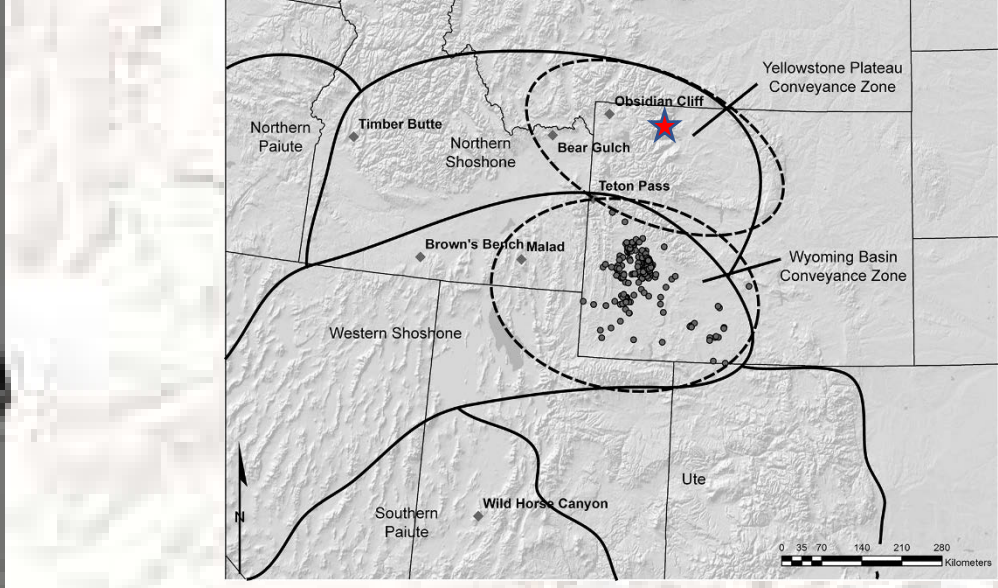 Yellowstone Plateau
Conveyance Zone
Obsidian Cliff
Timber Butte
Northern
Paiute
Northern
Shoshone
Bear Gulch
Teton Pass
Brown's Bench
Malad
Wyoming Basin
Conveyance Zone
Western Shoshone
Ute
Wild Horse Canyon
Southern
Paiute
N
0 35 70 140 210 280
Kilometers